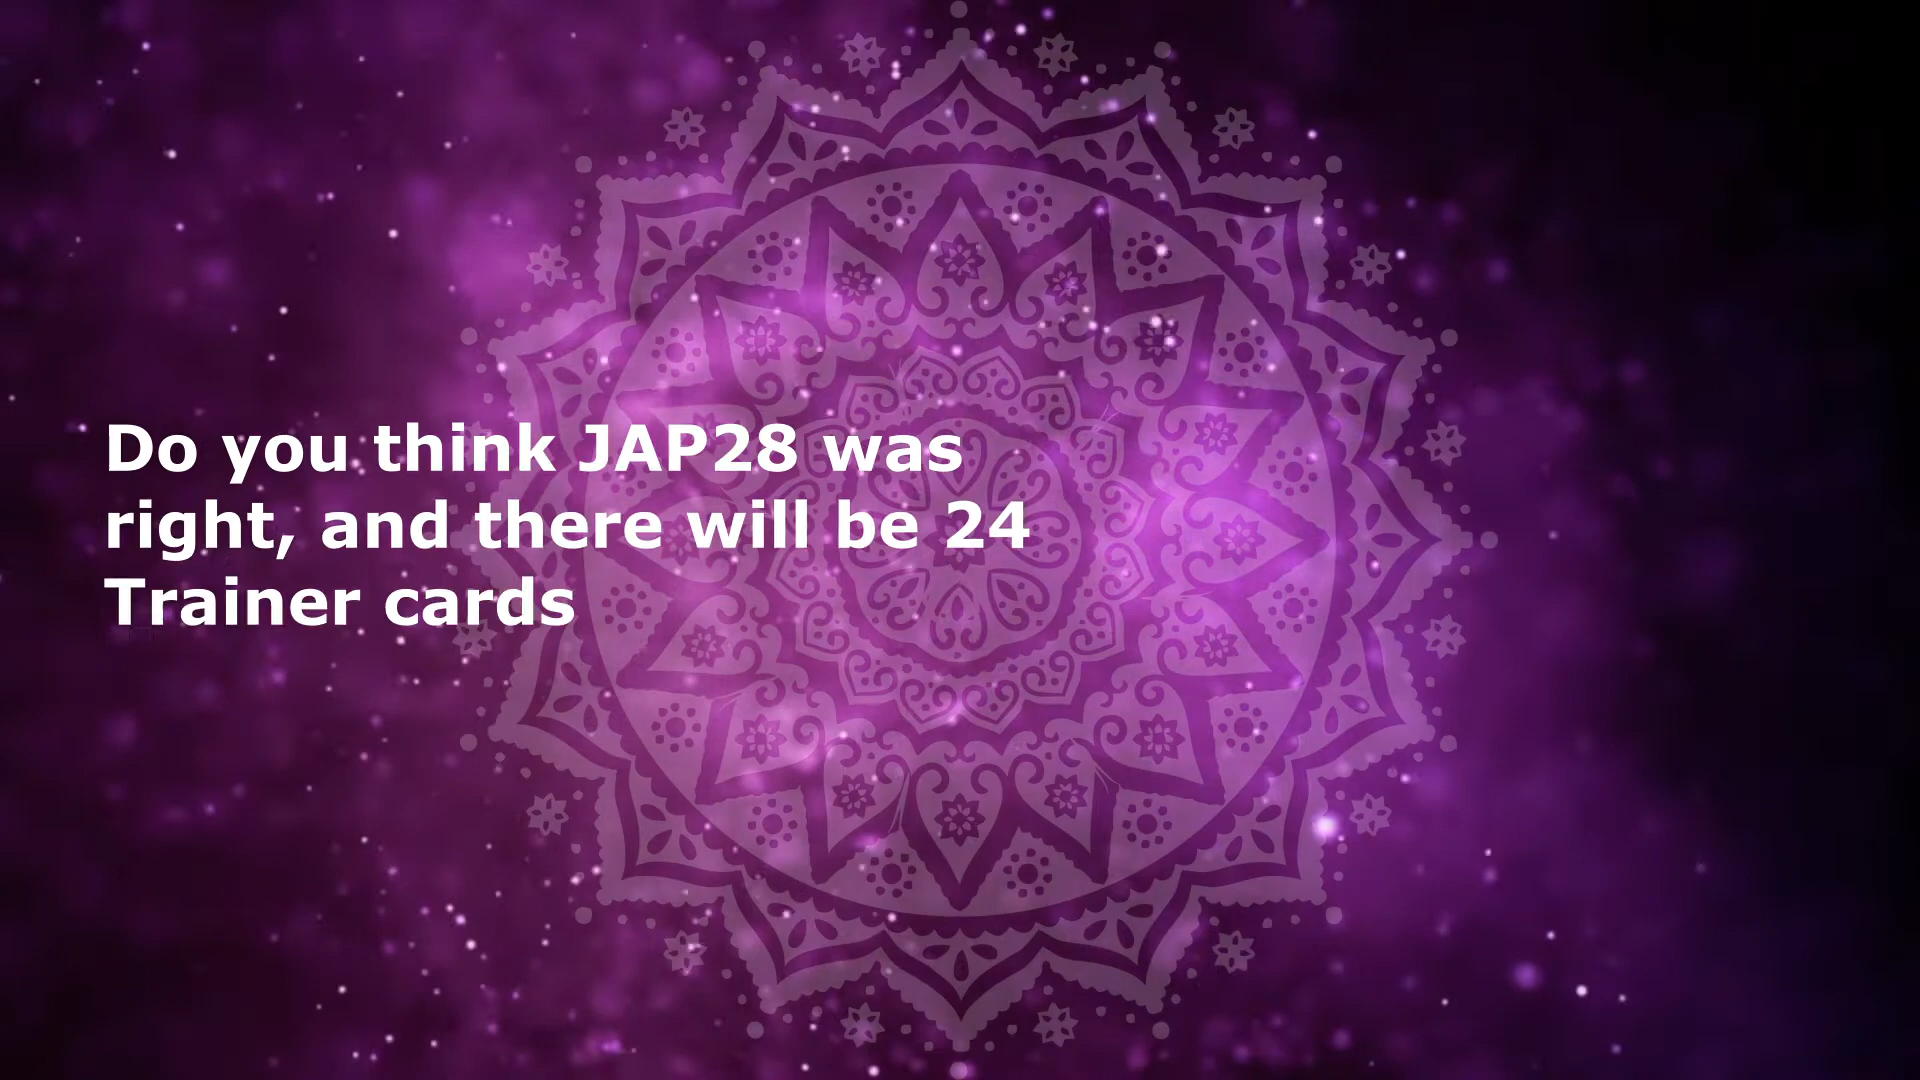 Do you think JAP28 was
right, and there will be 24
Trainer cards